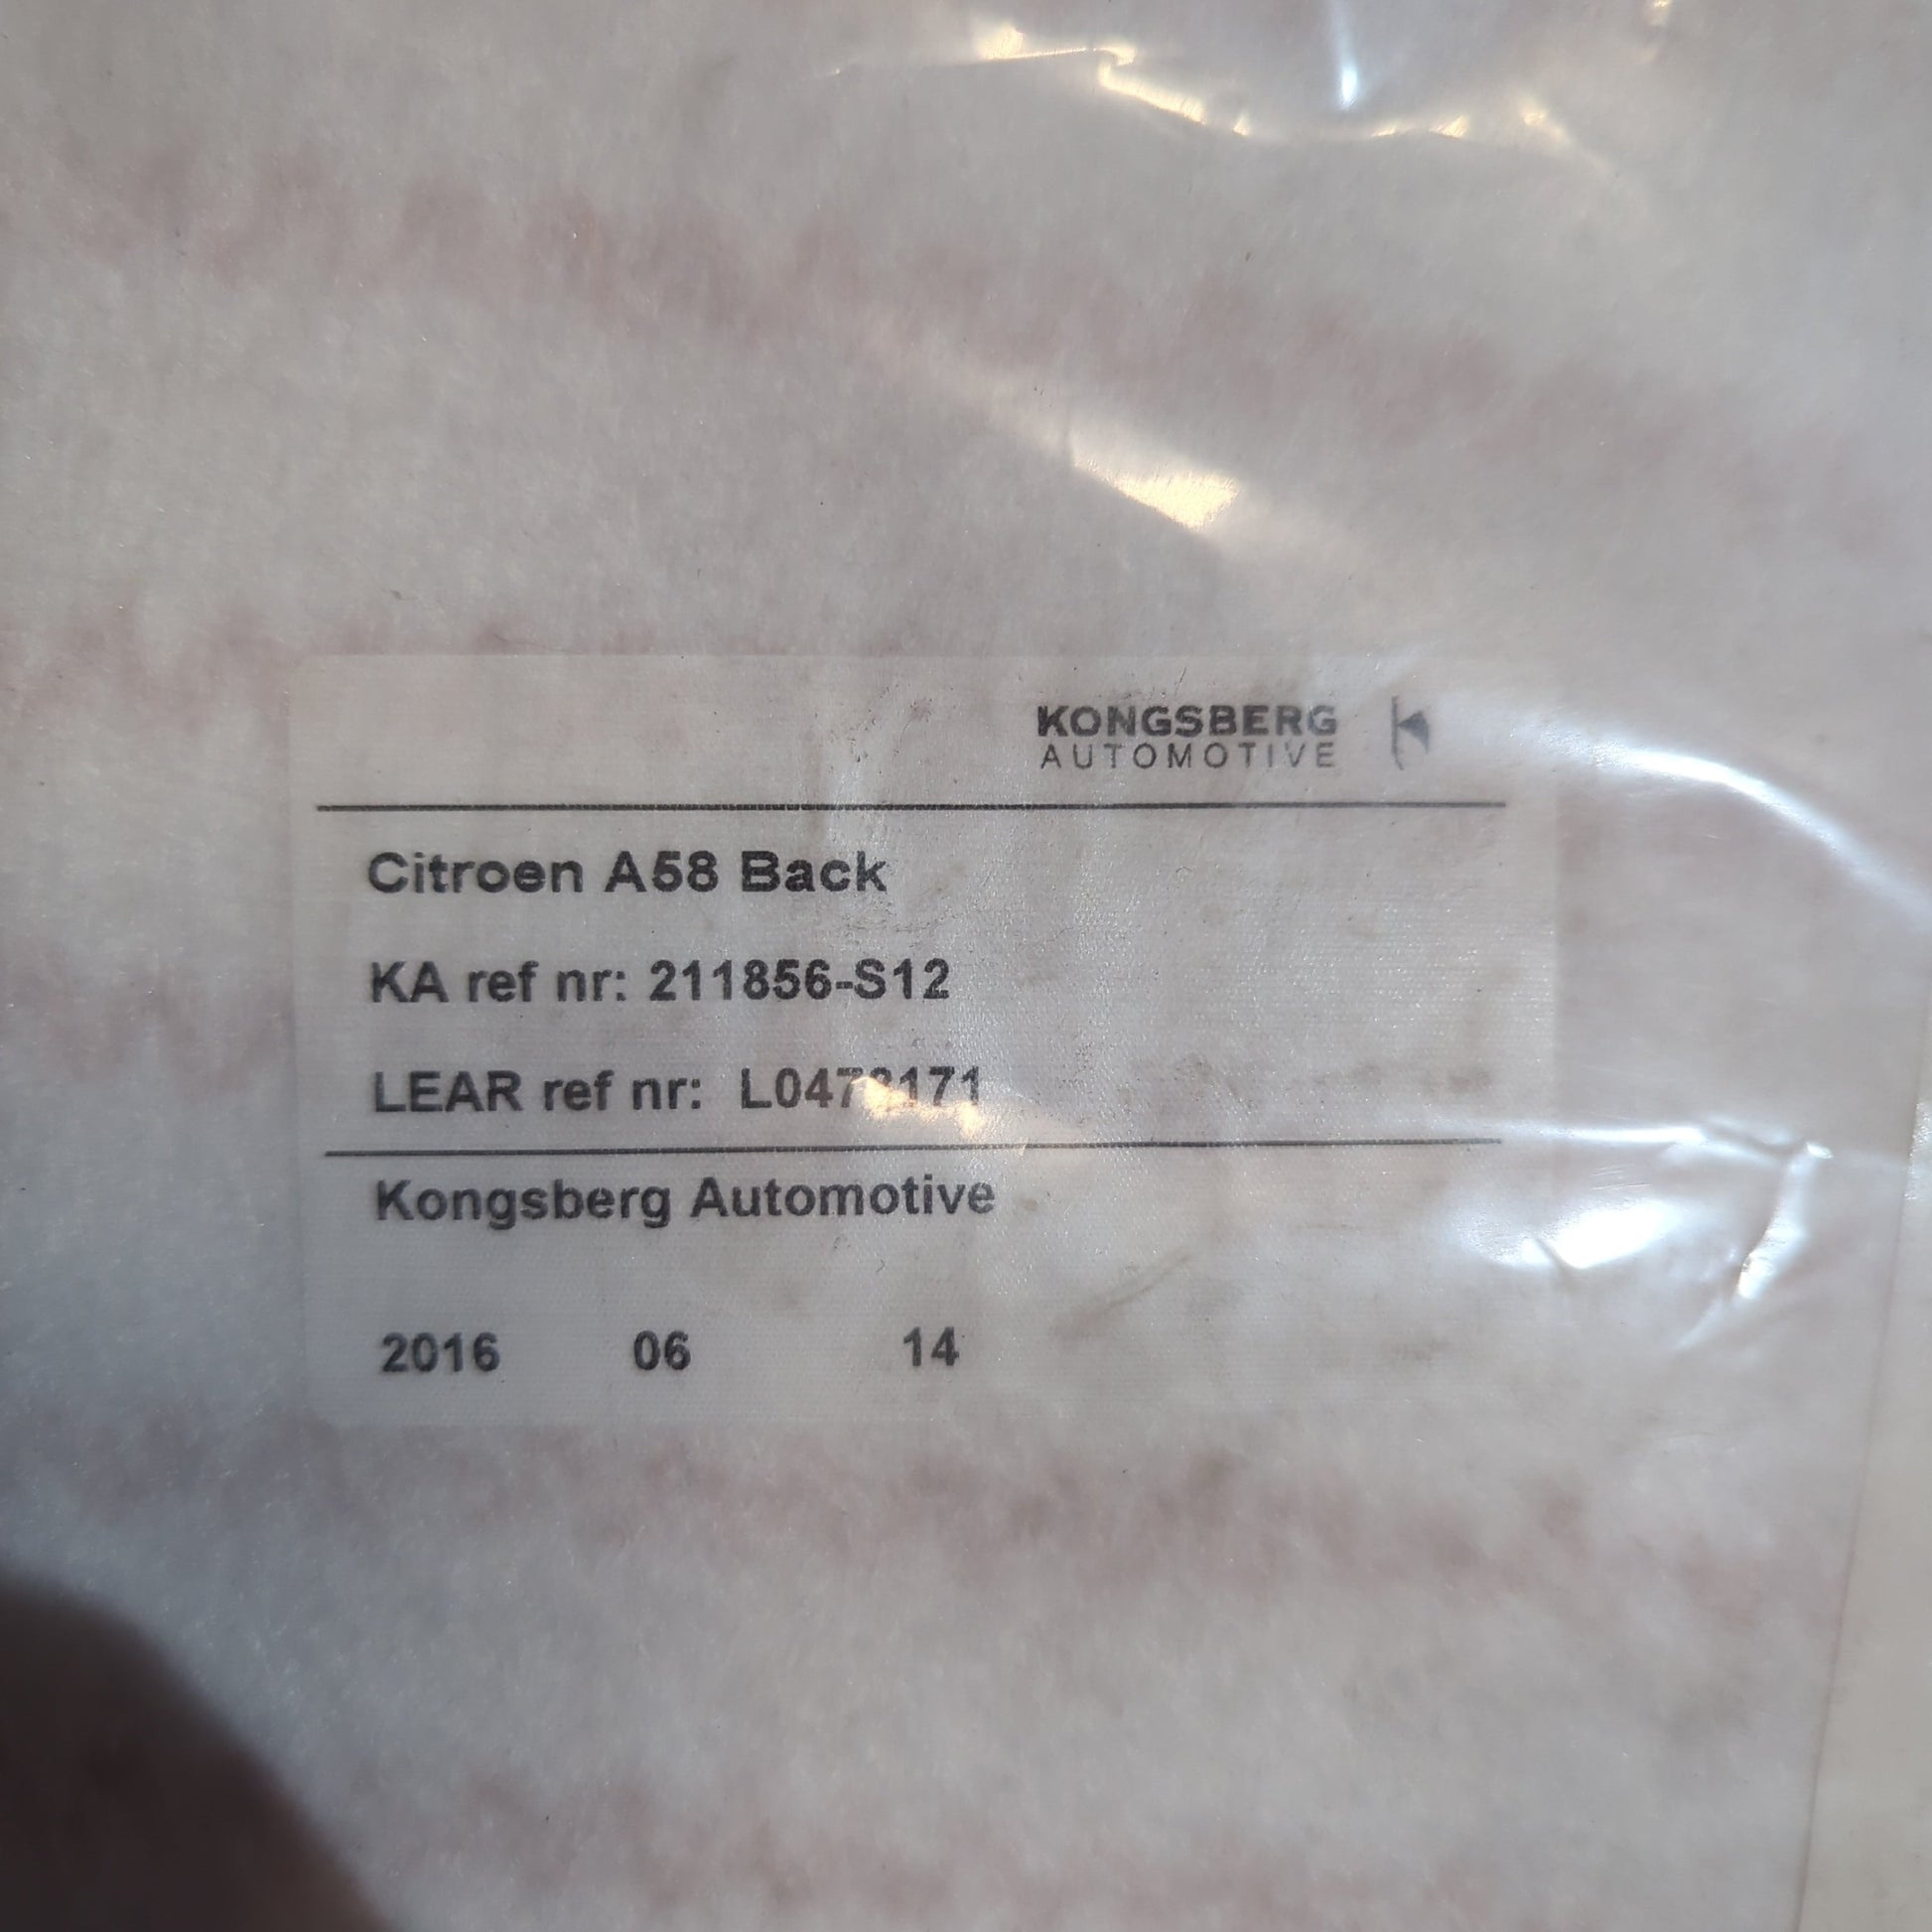 KONGSBERG
AUTOMOTIVE
Citroen A58 Back
KA ref nr: 211856-S12
LEAR ref nr:
Kongsberg Automotive
2016 06 14